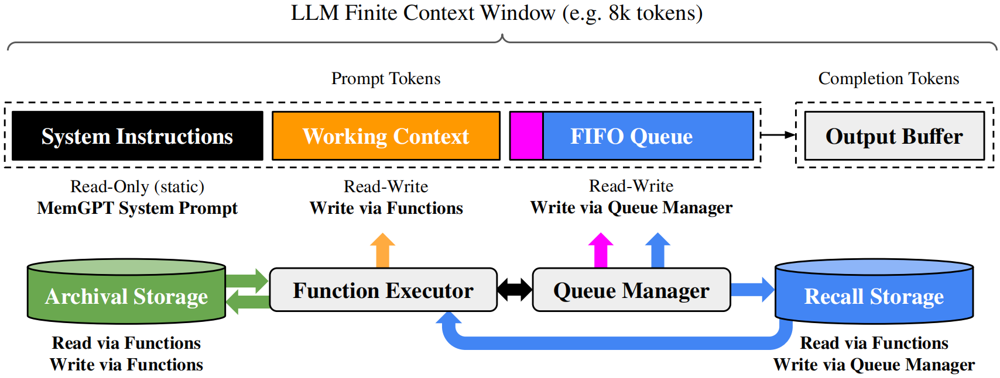 LLM Finite Context Window (e.g. 8k tokens)
Prompt Tokens
Completion Tokens
System Instructions
Working Context
FIFO Queue
Output Buffer
Read-Only (static)
MemGPT System Prompt
Read-Write
Write via Functions
Read-Write
Write via Queue Manager
Archival Storage
Function Executor
Queue Manager
Recall Storage
Read via Functions
Write via Functions
Read via Functions
Write via Queue Manager